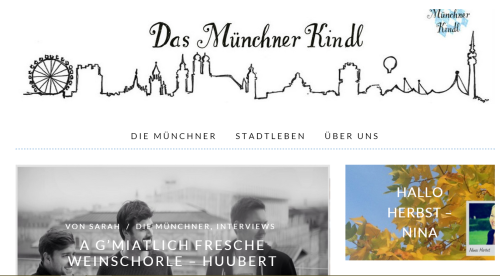 Das Münchner Kindl
Münchner
Kindl
DIE MÜNCHNER STADTLEBEN ÜBER UNS
VON SARAH / DIE MÜNCHNER, INTERVIEWS
A G'MIATLICH FRESCHE
WEINSCHORLE – HUUBERT
HALLO
HERBST –
NINA